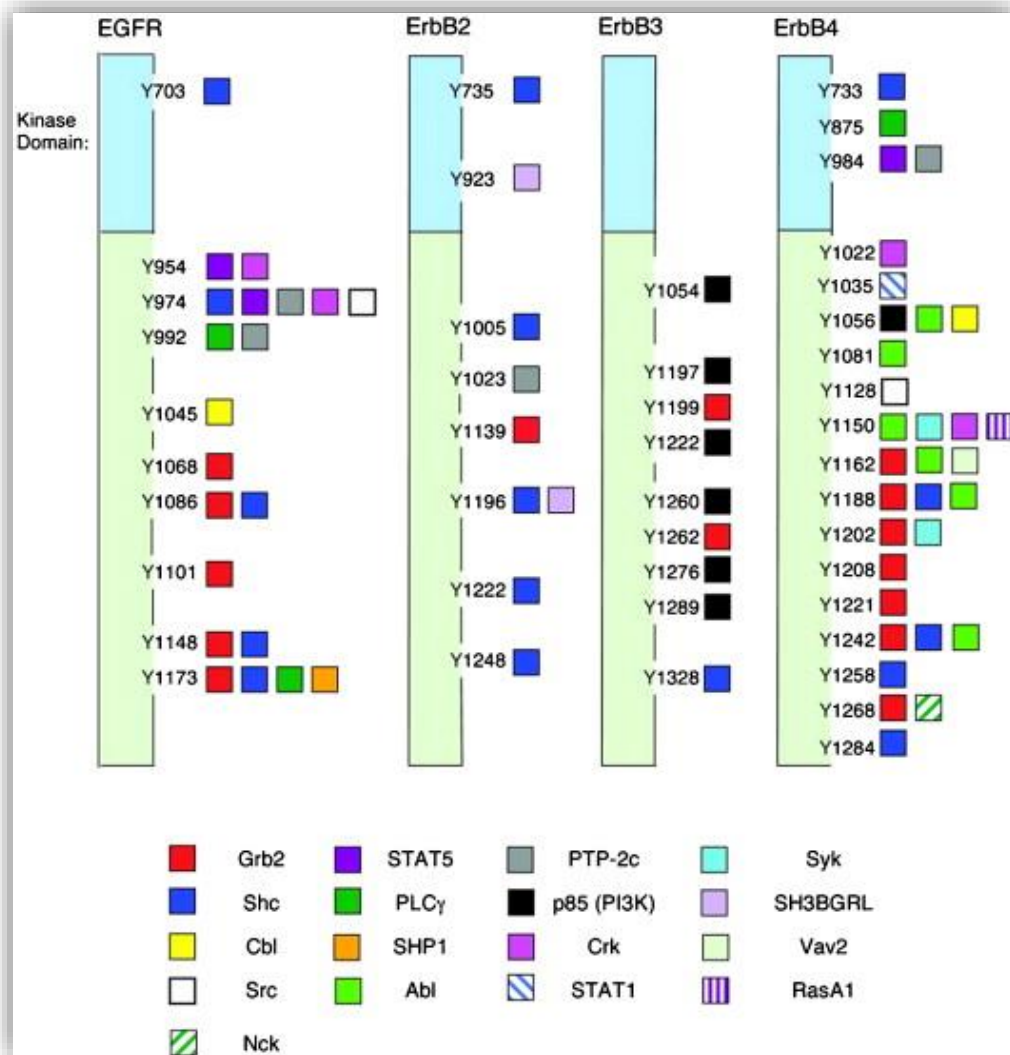 EGFR
ErbB2
ErbB3
ErbB4
Kinase
Domain:
Y703
Y954
Y974
Y992
Y1045
Y1068
Y1086
Y1101
Y1148
Y1173
Y735
Y923
Y1005
Y1023
Y1139
Y1196
Y1222
Y1248
Y1054
Y1197
Y1199
Y1222
Y1260
Y1262
Y1276
Y1289
Y1328
Y733
Y875
Y984
Y1022
Y1035
Y1056
Y1081
Y1128
Y1150
Y1162
Y1188
Y1202
Y1208
Y1221
Y1242
Y1258
Y1268
Y1284
Grb2 STAT5 PTP-2c Syk
Shc PLCγ p85 (PI3K) SH3BGRL
Cbl SHP1 Crk Vav2
Src Abl STAT1 RasA1
Nck